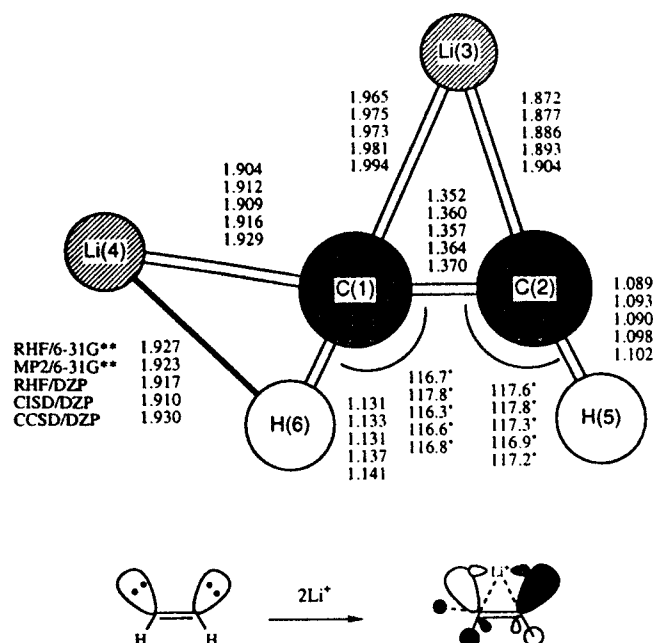 Li(3)
1.965
1.975
1.973
1.981
1.994
1.872
1.877
1.886
1.893
1.904
1.904
1.912
1.909
1.916
1.929
1.352
1.360
1.357
1.364
1.370
Li(4)
C(1)
C(2)
1.089
1.093
1.090
1.098
1.102
RHF/6-31G** 1.927
MP2/6-31G** 1.923
RHF/DZP 1.917
CISD/DZP 1.910
CCSD/DZP 1.930
H(6)
1.131
1.133
1.131
1.137
1.141
116.7°
117.8°
116.3°
116.6°
116.8°
117.6°
117.8°
117.3°
116.9°
117.2°
H(5)
2Li⁺
Li⁺
H
H